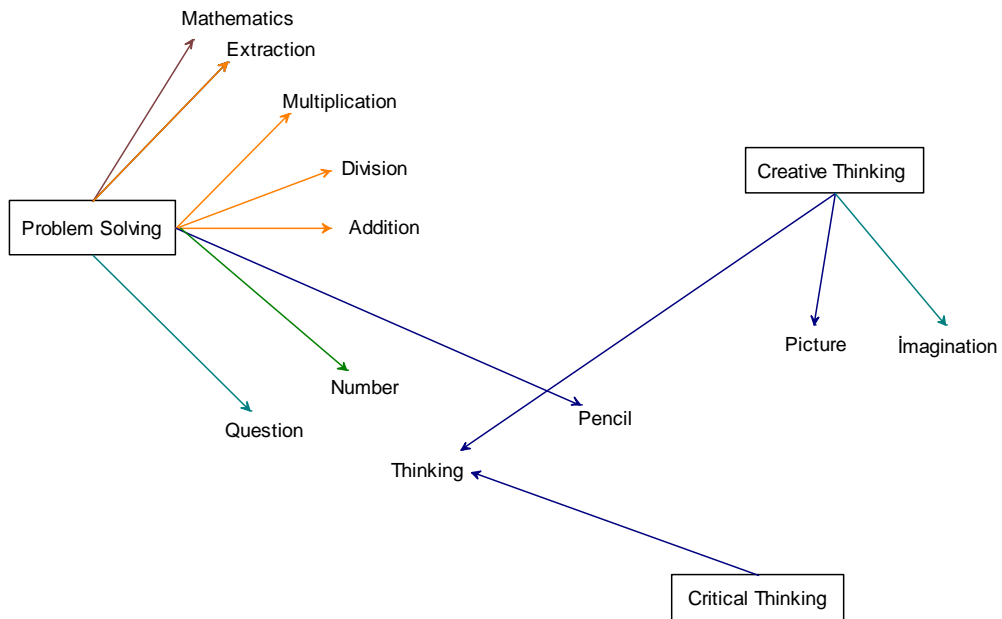 Mathematics
Extraction
Multiplication
Division
Creative Thinking
Problem Solving
Addition
Picture
İmagination
Number
Pencil
Question
Thinking
Critical Thinking